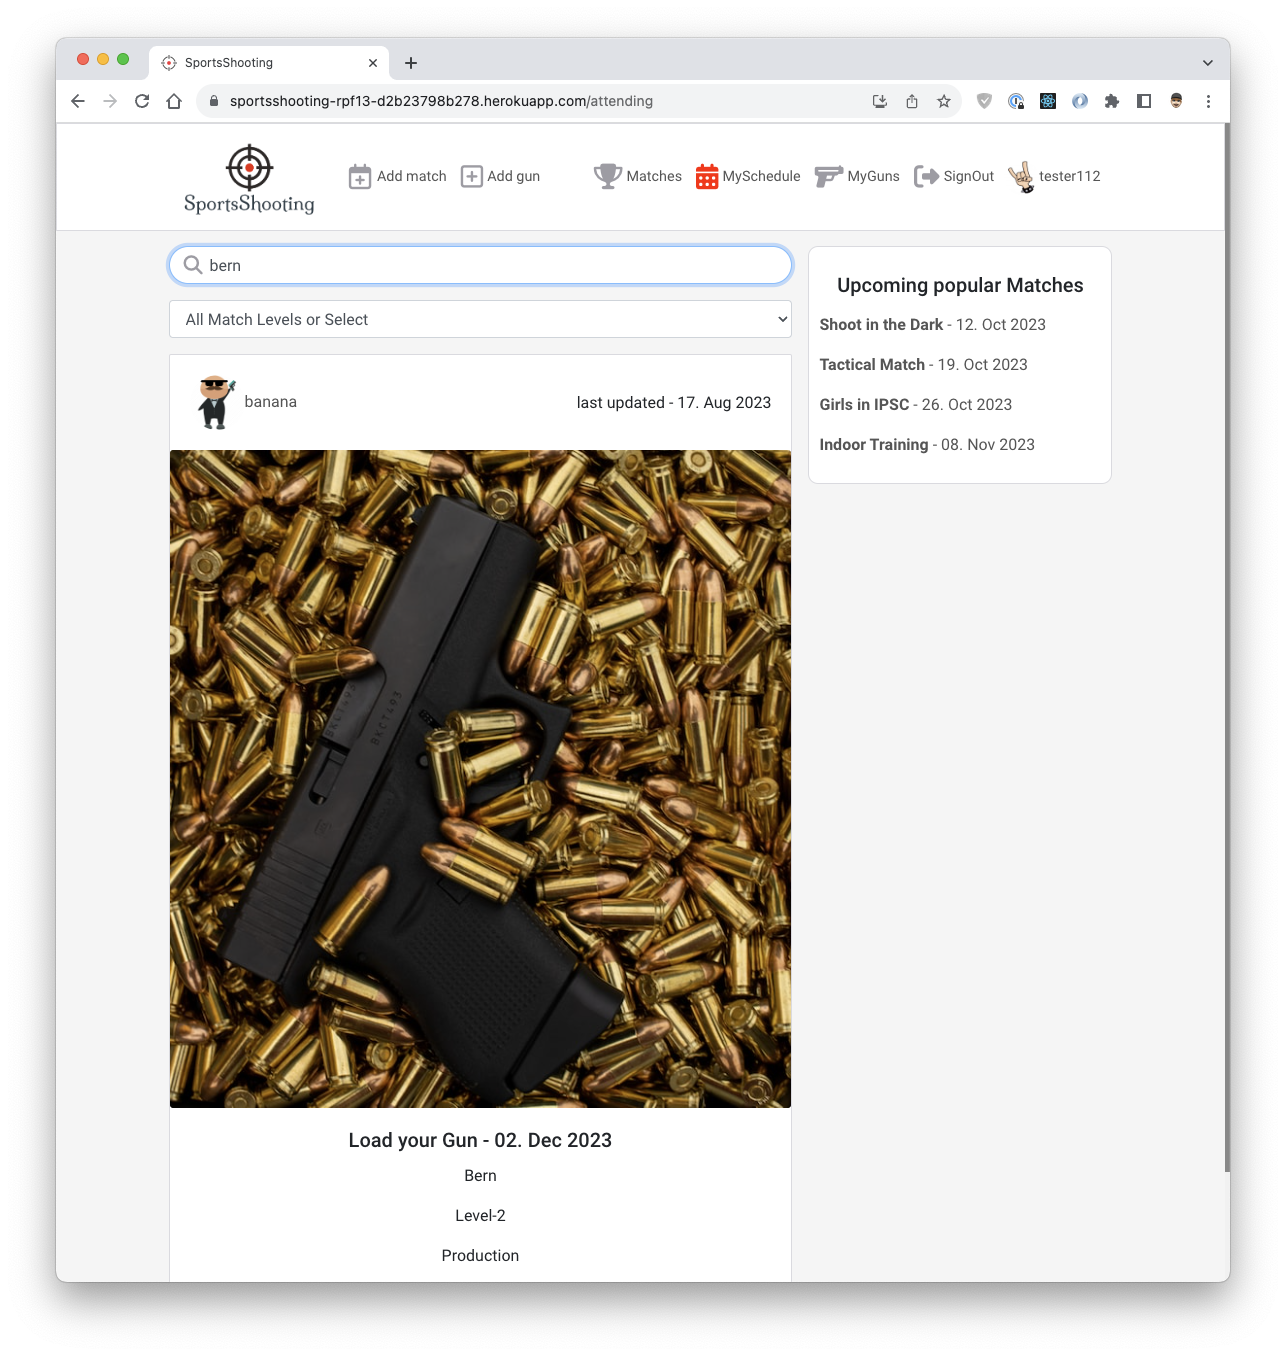 SportsShooting
sportsshooting-rpf13-d2b23798b278.herokuapp.com/attending
SportsShooting
Add match
Add gun
Matches
MySchedule
MyGuns
SignOut
tester112
bern
All Match Levels or Select
banana
last updated - 17. Aug 2023
BKCT493
BKCT493
Load your Gun - 02. Dec 2023
Bern
Level-2
Production
Upcoming popular Matches
Shoot in the Dark - 12. Oct 2023
Tactical Match - 19. Oct 2023
Girls in IPSC - 26. Oct 2023
Indoor Training - 08. Nov 2023